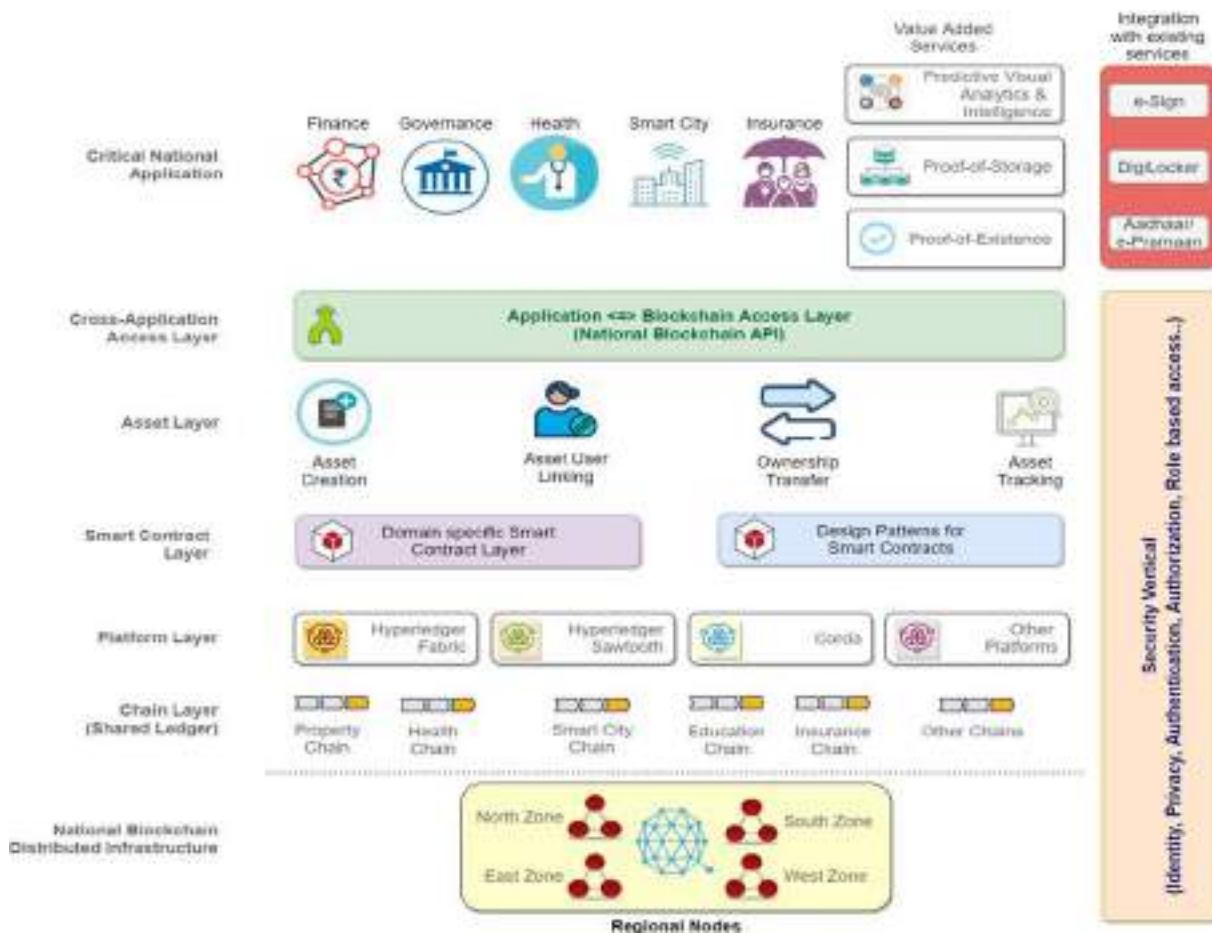 Value Added
Services
Integration
with existing
services
Critical National
Application
Finance
Governance
Health
Smart City
Insurance
Predictive Visual
Analytics &
Intelligence
Proof-of-Storage
Proof-of-Existence
e-Sign
DigiLocker
Aadhaar/
e-Pramaan
Cross-Application
Access Layer
Application <=> Blockchain Access Layer
(National Blockchain API)
Asset Layer
Asset
Creation
Asset User
Linking
Ownership
Transfer
Asset
Tracking
Smart Contract
Layer
Domain specific Smart
Contract Layer
Design Patterns for
Smart Contracts
Platform Layer
Hyperledger
Fabric
Hyperledger
Sawtooth
Corda
Other
Platforms
Chain Layer
(Shared Ledger)
Property
Chain
Health
Chain
Smart City
Chain
Education
Chain
Insurance
Chain
Other Chains
National Blockchain
Distributed Infrastructure
North Zone
South Zone
East Zone
West Zone
Regional Nodes
Security Vertical
(Identity, Privacy, Authentication, Authorization, Role based access..)